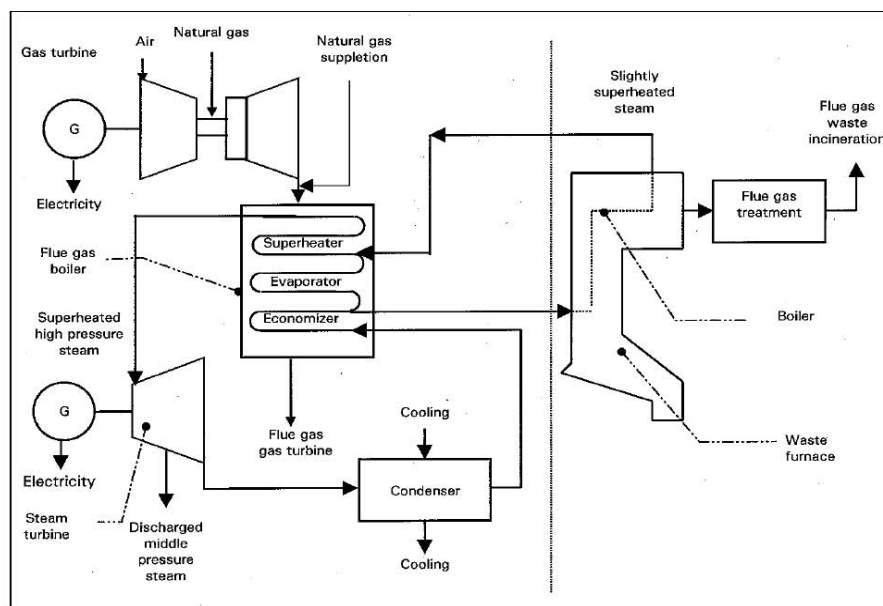 Gas turbine
Air
Natural gas
Natural gas
suppletion
G
Electricity
Slightly
superheated
steam
Flue gas
waste
incineration
Flue gas
treatment
Flue gas
boiler
Superheater
Evaporator
Economizer
Boiler
Superheated
high pressure
steam
G
Electricity
Flue gas
gas turbine
Cooling
Condenser
Cooling
Waste
furnace
Steam
turbine
Discharged
middle
pressure
steam